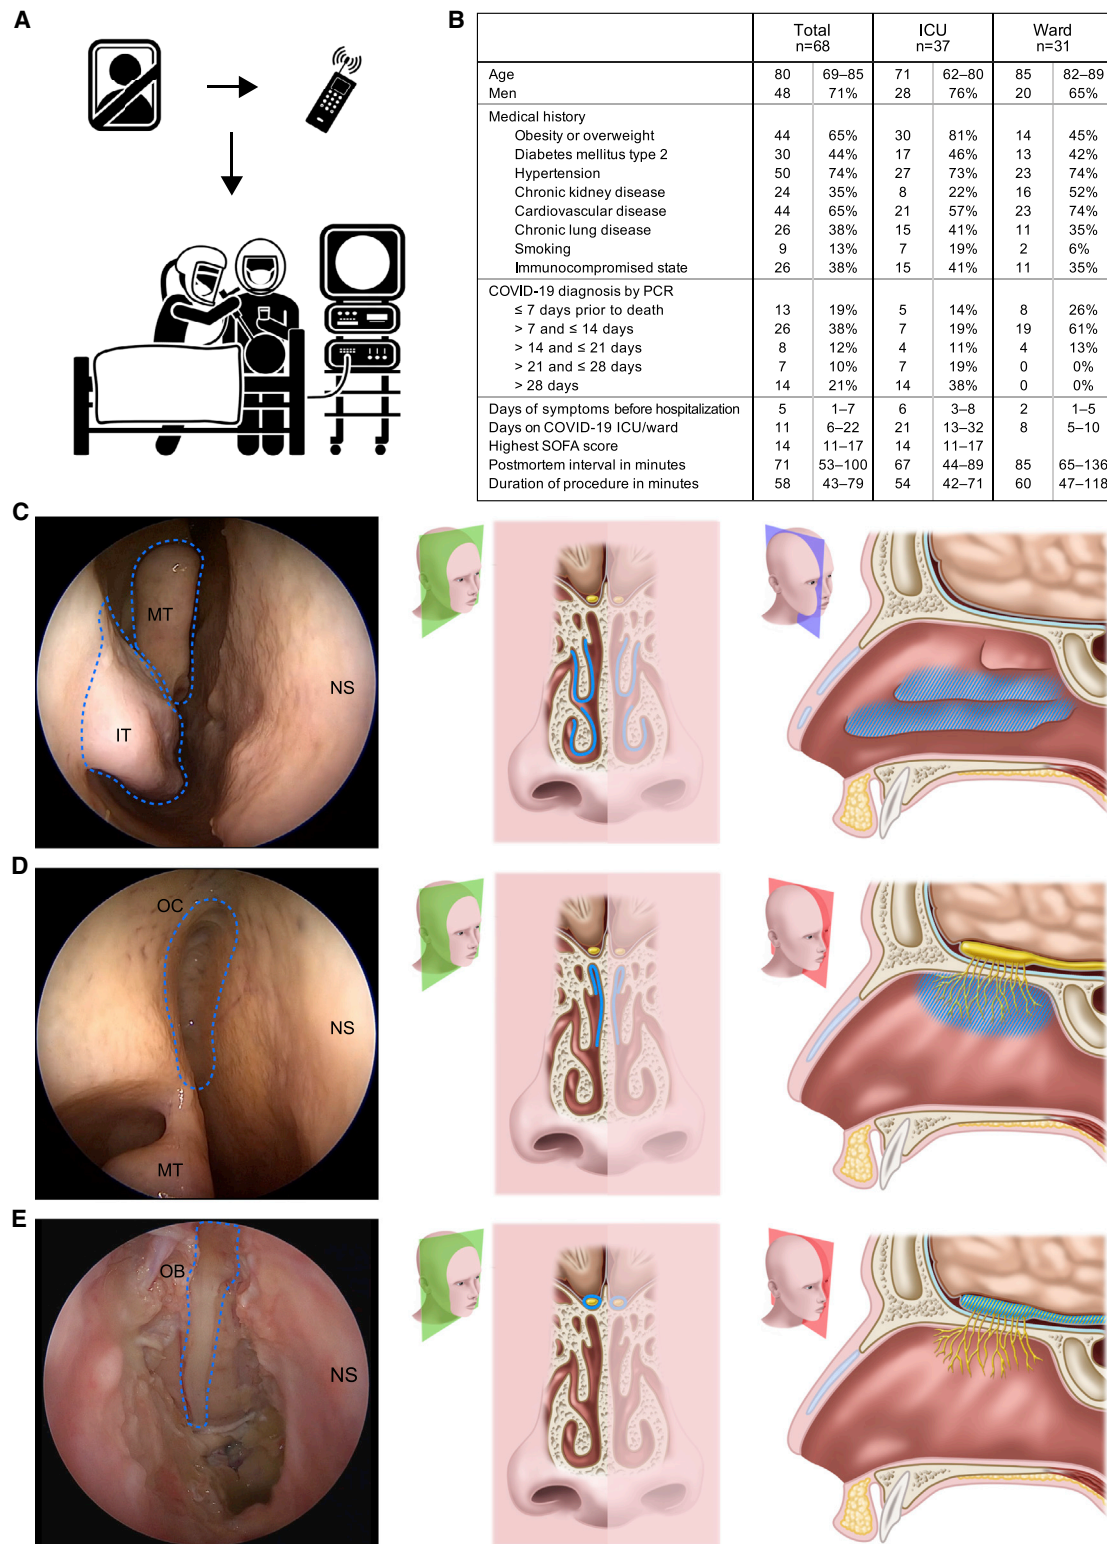 A
B
Total ICU Ward
n=68 n=37 n=31
Age 80 69–85 71 62–80 85 82–89
Men 48 71% 28 76% 20 65%
Medical history
Obesity or overweight 44 65% 30 81% 14 45%
Diabetes mellitus type 2 30 44% 17 46% 13 42%
Hypertension 50 74% 27 73% 23 74%
Chronic kidney disease 24 35% 8 22% 16 52%
Cardiovascular disease 44 65% 21 57% 23 74%
Chronic lung disease 26 38% 15 41% 11 35%
Smoking 9 13% 7 19% 2 6%
Immunocompromised state 26 38% 15 41% 11 35%
COVID-19 diagnosis by PCR
≤ 7 days prior to death 13 19% 5 14% 8 26%
> 7 and ≤ 14 days 26 38% 7 19% 19 61%
> 14 and ≤ 21 days 8 12% 4 11% 4 13%
> 21 and ≤ 28 days 7 10% 7 19% 0 0%
> 28 days 14 21% 14 38% 0 0%
Days of symptoms before hospitalization 5 1–7 6 3–8 2 1–5
Days on COVID-19 ICU/ward 11 6–22 21 13–32 8 5–10
Highest SOFA score 14 11–17 14 11–17
Postmortem interval in minutes 71 53–100 67 44–89 85 65–136
Duration of procedure in minutes 58 43–79 54 42–71 60 47–118
C
MT
NS
IT
D
OC
NS
MT
E
OB
NS